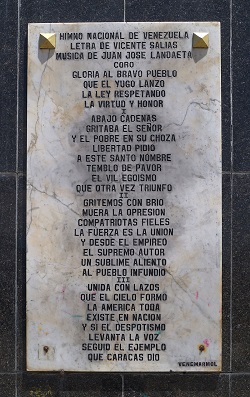 HIMNO NACIONAL DE VENEZUELA
LETRA DE VICENTE SALIAS
MUSICA DE JUAN JOSE LANDAETA
CORO
GLORIA AL BRAVO PUEBLO
QUE EL YUGO LANZO
LA LEY RESPETANDO
LA VIRTUD Y HONOR
I
ABAJO CADENAS
GRITABA EL SEÑOR
Y EL POBRE EN SU CHOZA
LIBERTAD PIDIO
A ESTE SANTO NOMBRE
TEMBLO DE PAVOR
EL VIL EGOISMO
QUE OTRA VEZ TRIUNFO
II
GRITEMOS CON BRIO
MUERA LA OPRESION
COMPATRIOTAS FIELES
LA FUERZA ES LA UNION
Y DESDE EL EMPIREO
EL SUPREMO AUTOR
UN SUBLIME ALIENTO
AL PUEBLO INFUNDIO
III
UNIDA CON LAZOS
QUE EL CIELO FORMO
LA AMERICA TODA
EXISTE EN NACION
Y SI EL DESPOTISMO
LEVANTA LA VOZ
SEGUID EL EJEMPLO
QUE CARACAS DIO
VENEMARMOL